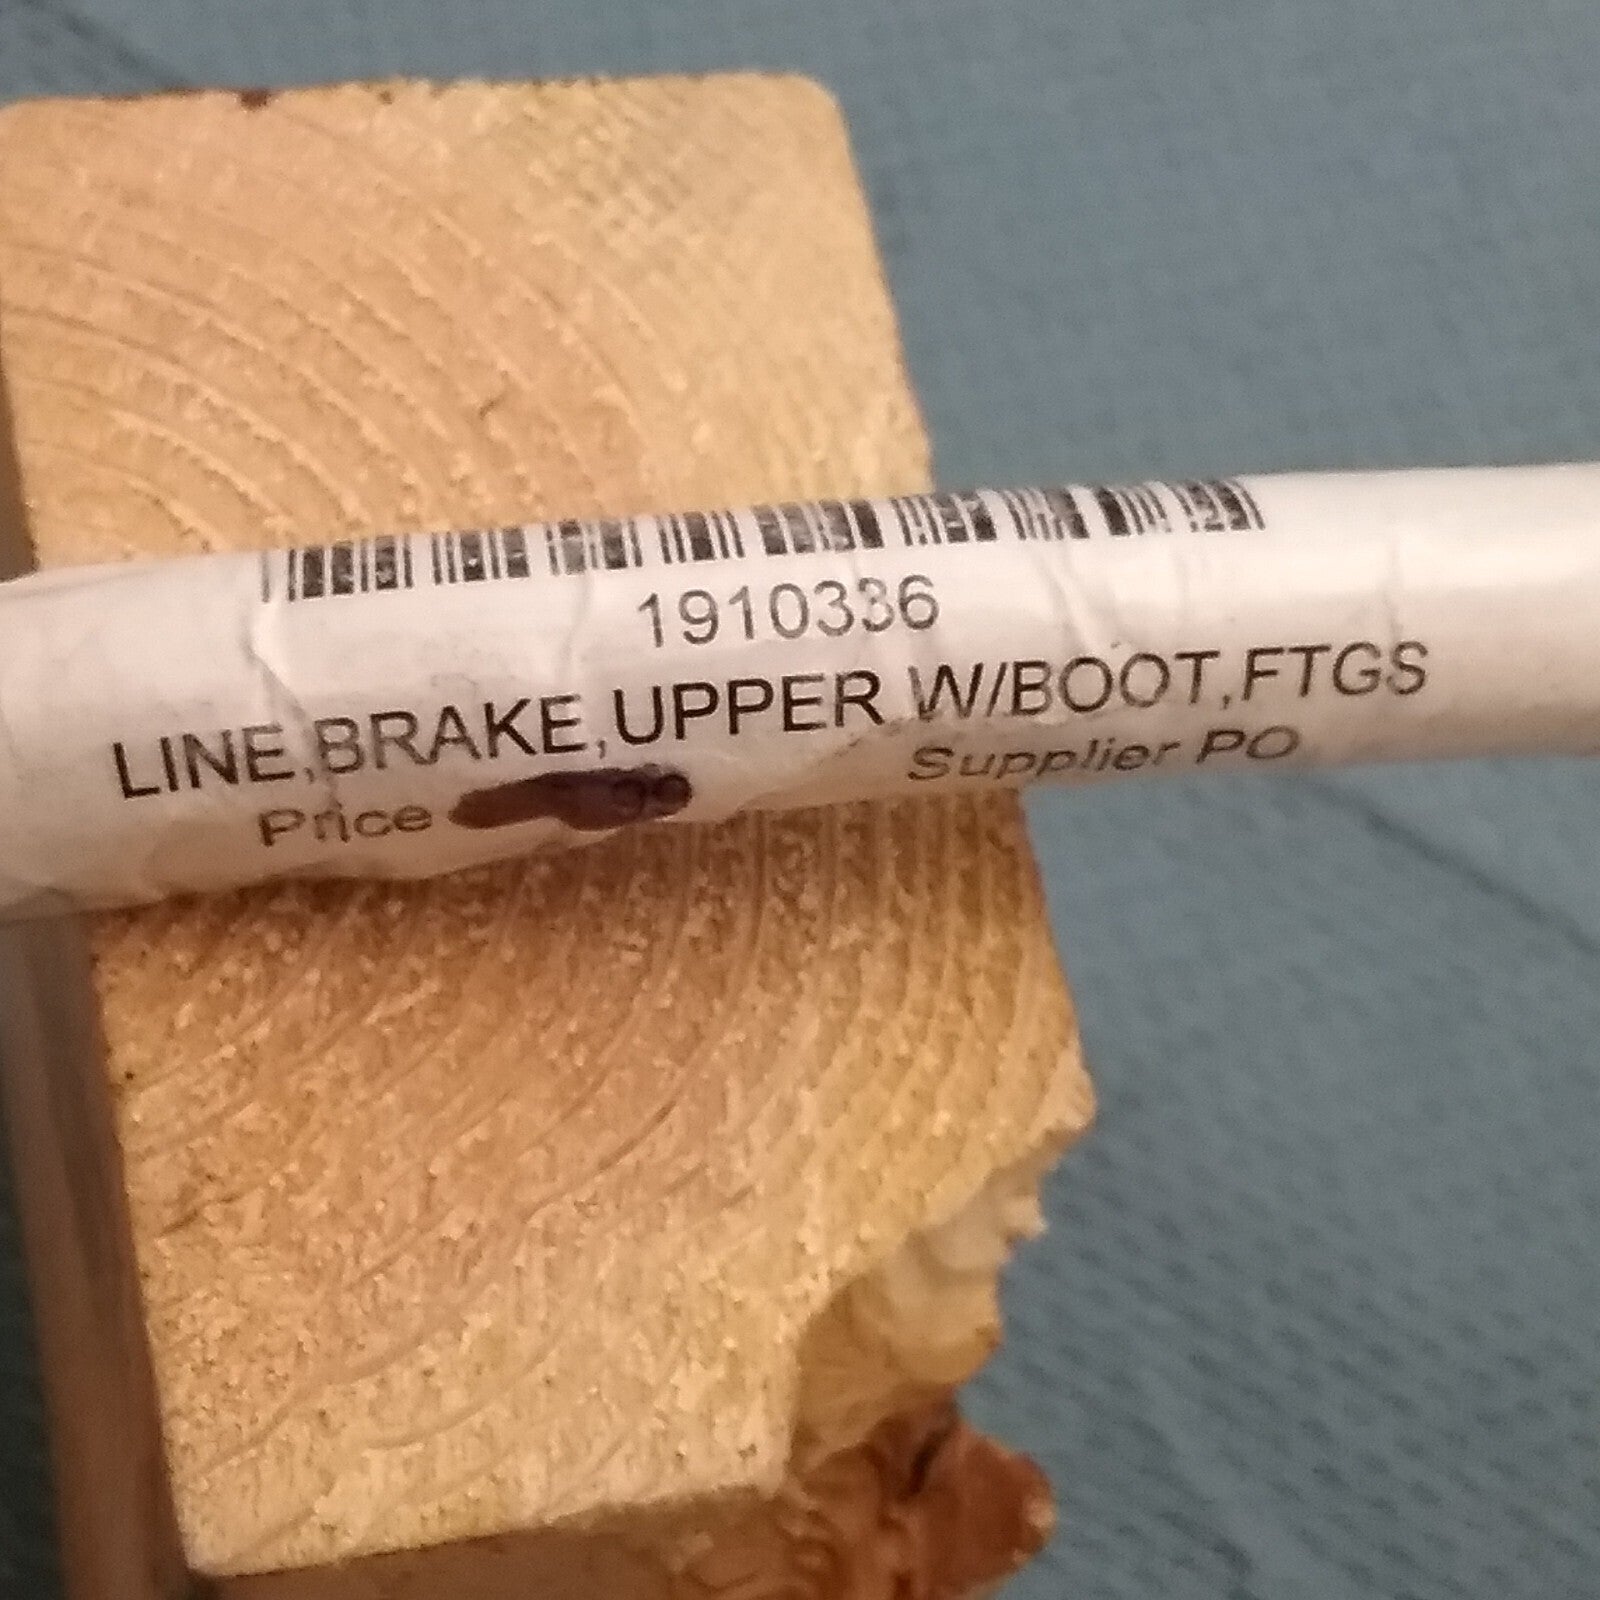 1910336
LINE,BRAKE,UPPER W/BOOT,FTGS
Price Supplier PO